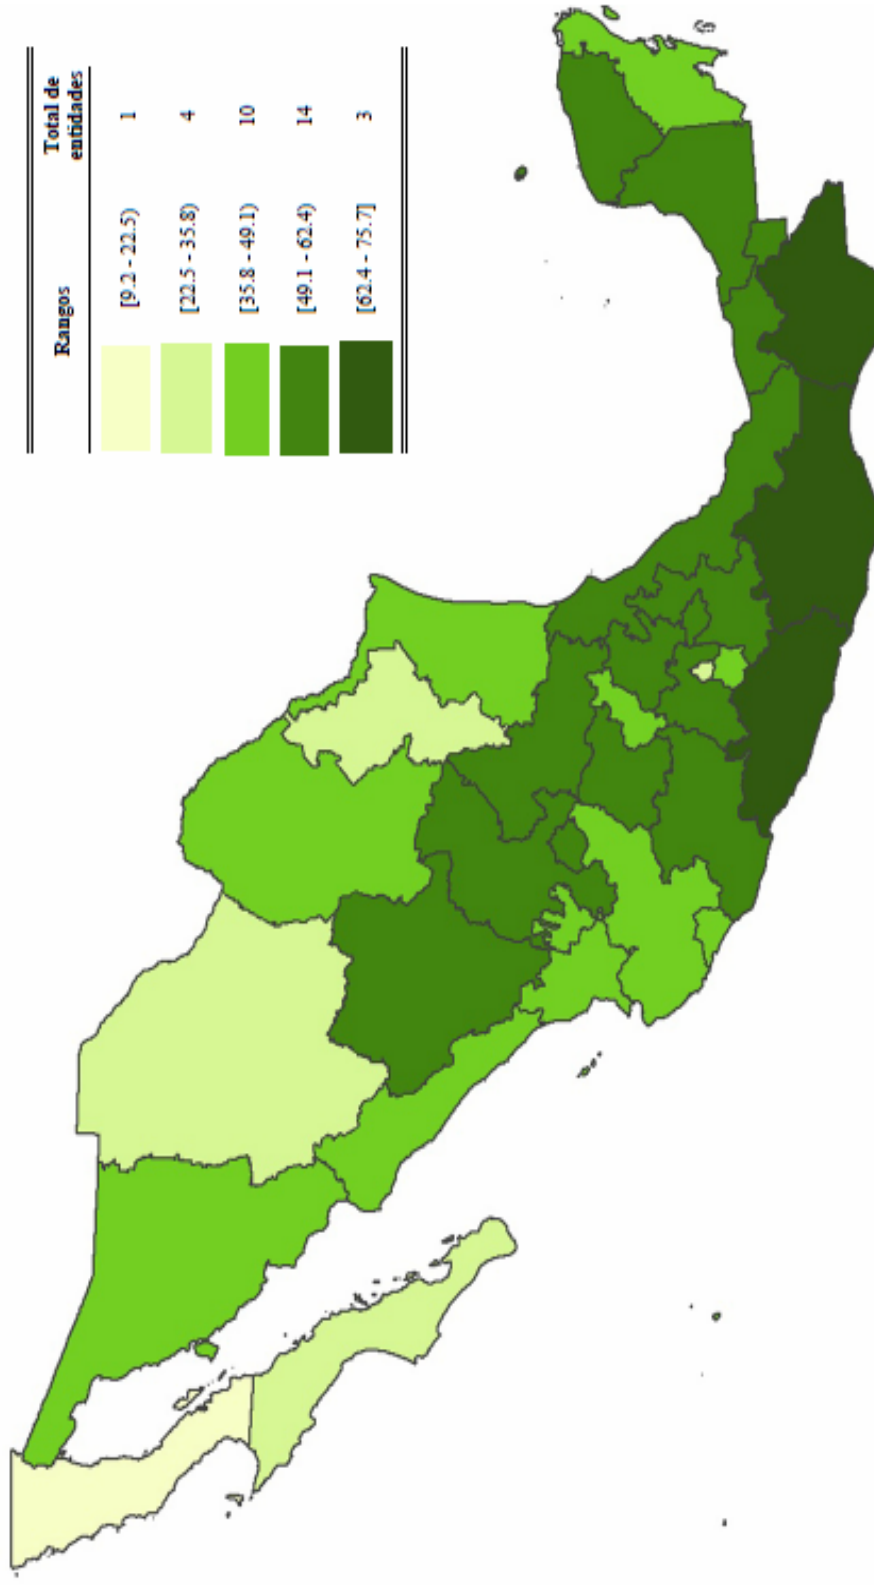 Rangos Total de entidades
[9.2 - 22.5) 1
[22.5 - 35.8) 4
[35.8 - 49.1) 10
[49.1 - 62.4) 14
[62.4 - 75.7] 3